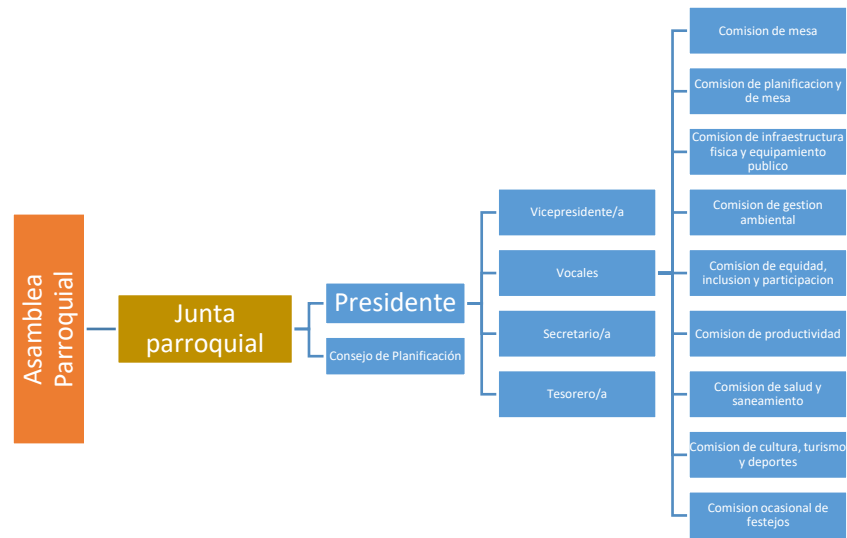 Asamblea
Parroquial
Junta
parroquial
Presidente
Consejo de Planificación
Vicepresidente/a
Vocales
Secretario/a
Tesorero/a
Comision de mesa
Comision de planificacion y
de mesa
Comision de infraestructura
fisica y equipamiento
publico
Comision de gestion
ambiental
Comision de equidad,
inclusion y participacion
Comision de productividad
Comision de salud y
saneamiento
Comision de cultura, turismo
y deportes
Comision ocasional de
festejos